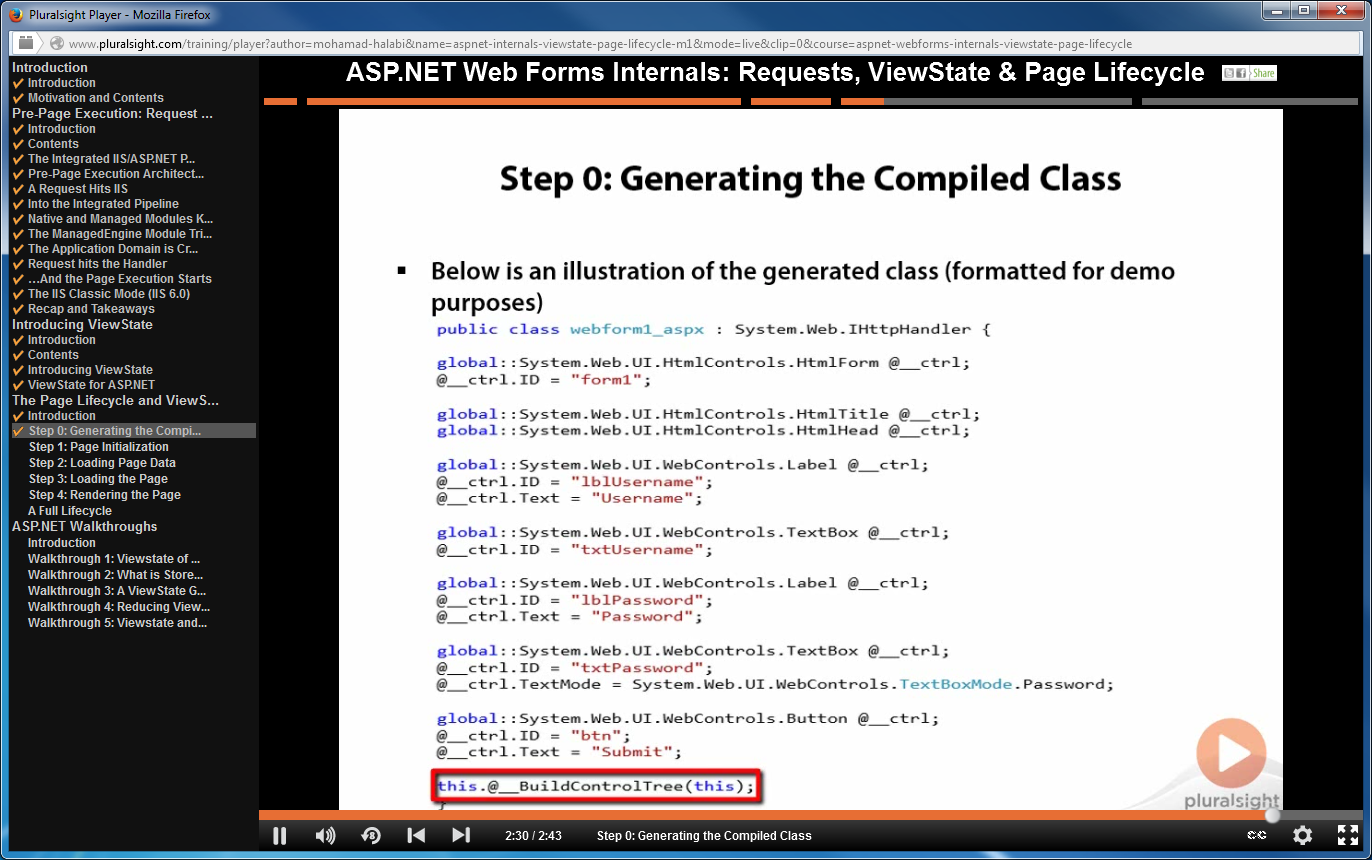 Pluralsight Player - Mozilla Firefox
www.pluralsight.com/training/player?author=mohamad-halabi&name=aspnet-internals-viewstate-page-lifecycle-m1&mode=live&clip=0&course=aspnet-webforms-internals-viewstate-page-lifecycle
Introduction
Introduction
Motivation and Contents
Pre-Page Execution: Request ...
Introduction
Contents
The Integrated IIS/ASP.NET P...
Pre-Page Execution Architect...
A Request Hits IIS
Into the Integrated Pipeline
Native and Managed Modules K...
The ManagedEngine Module Tri...
The Application Domain is Cr...
Request hits the Handler
...And the Page Execution Starts
The IIS Classic Mode (IIS 6.0)
Recap and Takeaways
Introducing ViewState
Introduction
Contents
Introducing ViewState
ViewState for ASP.NET
The Page Lifecycle and ViewS...
Introduction
Step 0: Generating the Compi...
Step 1: Page Initialization
Step 2: Loading Page Data
Step 3: Loading the Page
Step 4: Rendering the Page
A Full Lifecycle
ASP.NET Walkthroughs
Introduction
Walkthrough 1: Viewstate of ...
Walkthrough 2: What is Store...
Walkthrough 3: A ViewState G...
Walkthrough 4: Reducing View...
Walkthrough 5: Viewstate and...
ASP.NET Web Forms Internals: Requests, ViewState & Page Lifecycle
Share
Step 0: Generating the Compiled Class
▪ Below is an illustration of the generated class (formatted for demo
purposes)
public class webform1_aspx : System.Web.IHttpHandler {
global::System.Web.UI.HtmlControls.HtmlForm @__ctrl;
@__ctrl.ID = "form1";
global::System.Web.UI.HtmlControls.HtmlTitle @__ctrl;
global::System.Web.UI.HtmlControls.HtmlHead @__ctrl;
global::System.Web.UI.WebControls.Label @__ctrl;
@__ctrl.ID = "lblUsername";
@__ctrl.Text = "Username";
global::System.Web.UI.WebControls.TextBox @__ctrl;
@__ctrl.ID = "txtUsername";
global::System.Web.UI.WebControls.Label @__ctrl;
@__ctrl.ID = "lblPassword";
@__ctrl.Text = "Password";
global::System.Web.UI.WebControls.TextBox @__ctrl;
@__ctrl.ID = "txtPassword";
@__ctrl.TextMode = System.Web.UI.WebControls.TextBoxMode.Password;
global::System.Web.UI.WebControls.Button @__ctrl;
@__ctrl.ID = "btn";
@__ctrl.Text = "Submit";
this.@__BuildControlTree(this);
}
pluralsight
8 2:30 / 2:43 Step 0: Generating the Compiled Class CC